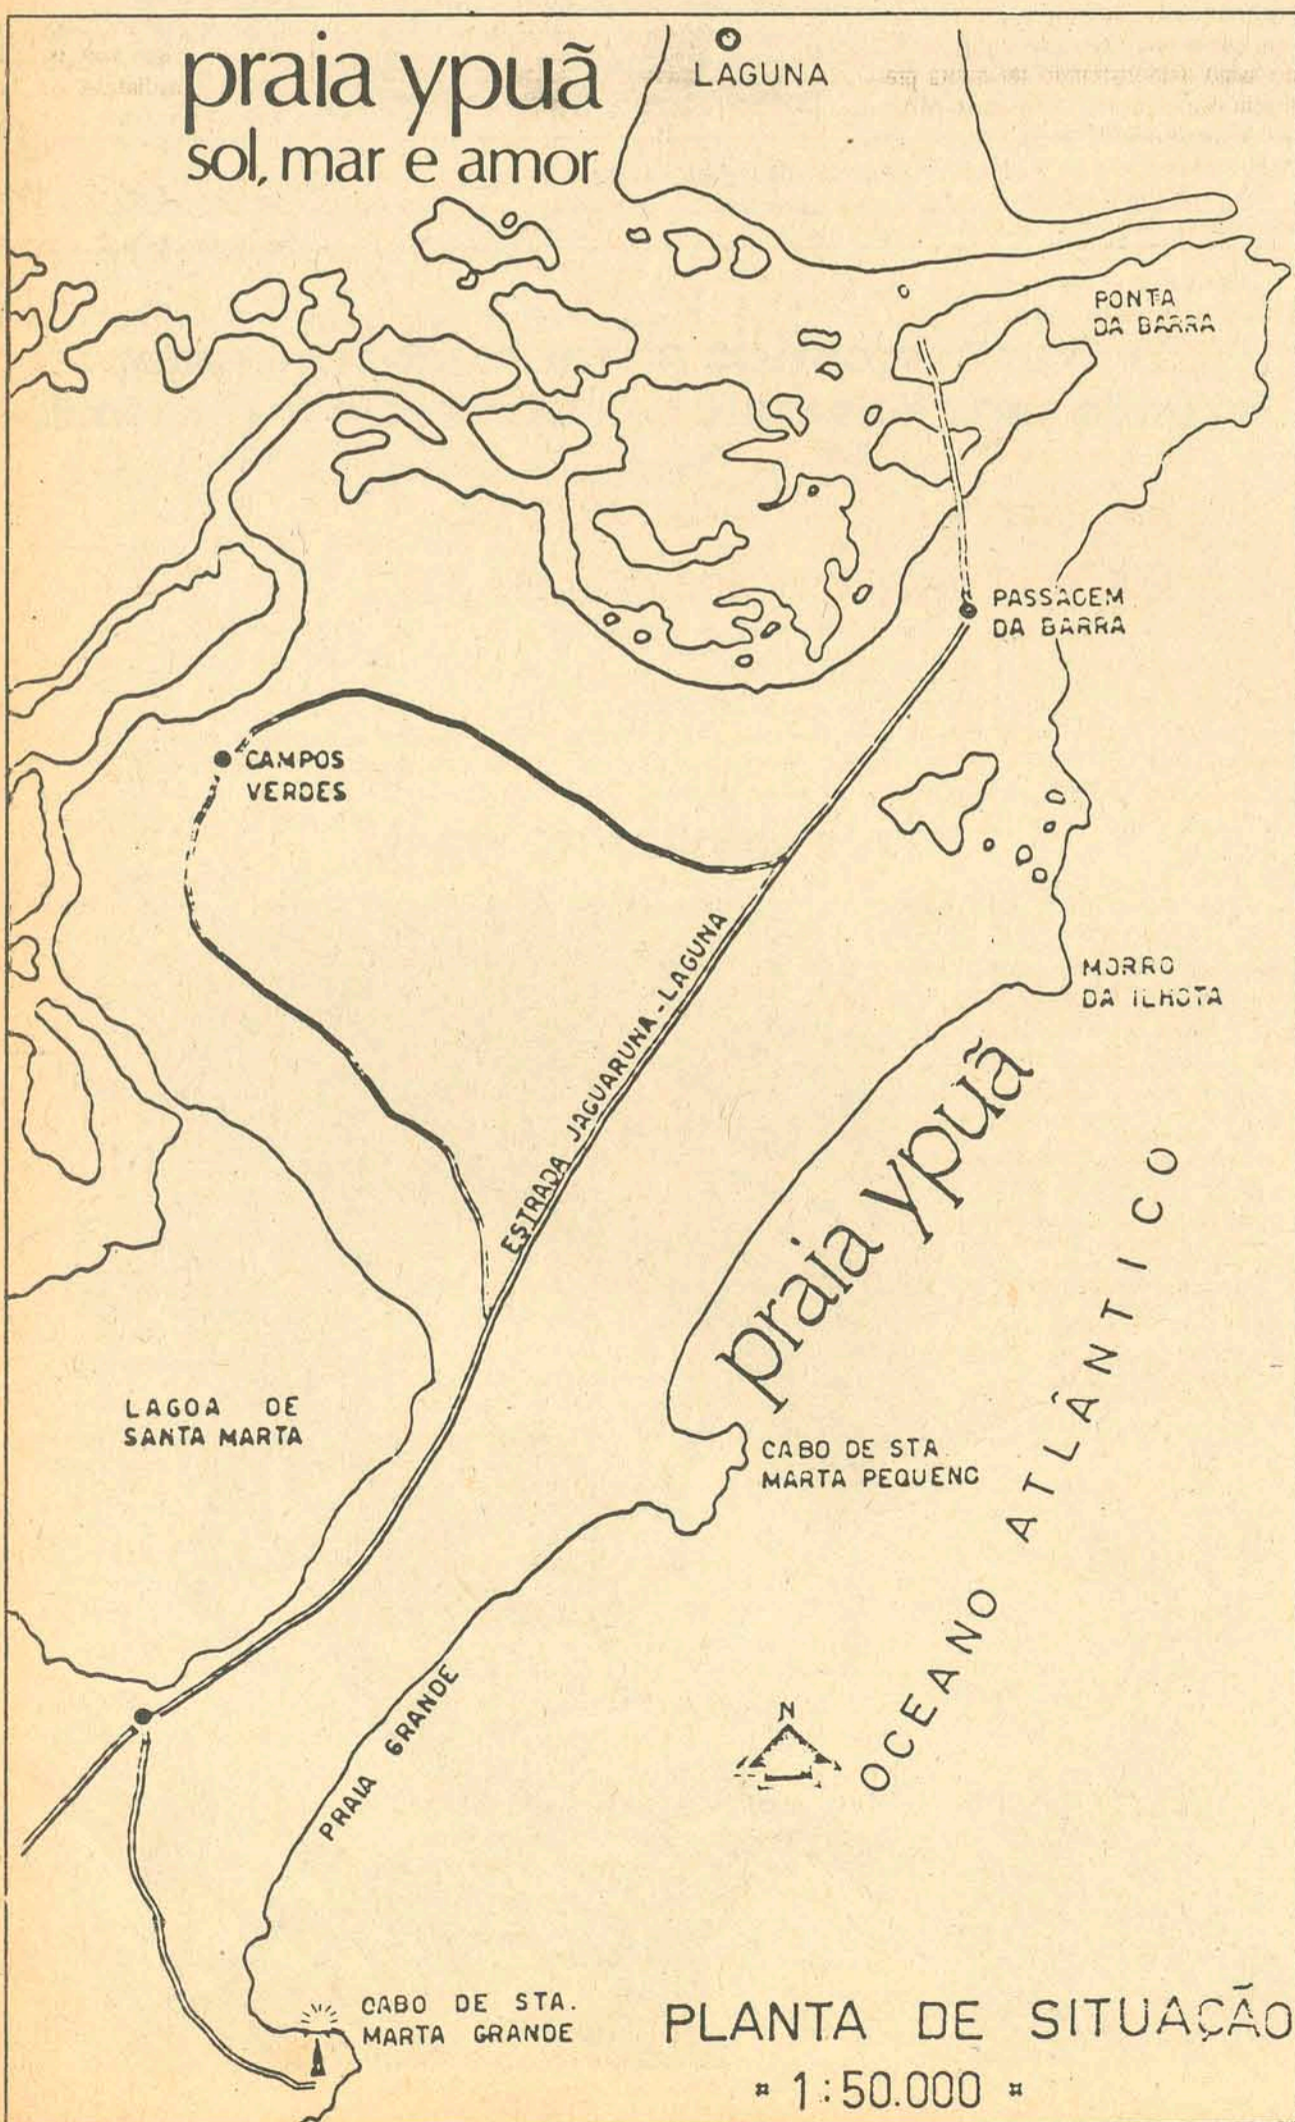 praia ypuã
sol, mar e amor
LAGUNA
PONTA
DA BARRA
PASSAGEM
DA BARRA
CAMPOS
VERDES
MORRO
DA ILHOTA
ESTRADA JAGUARUNA - LAGUNA
praia ypuã
OCEANO ATLÂNTICO
LAGOA DE
SANTA MARTA
CABO DE STA.
MARTA PEQUENO
PRAIA GRANDE
N
CABO DE STA.
MARTA GRANDE
PLANTA DE SITUAÇÃO
¤ 1:50.000 ¤